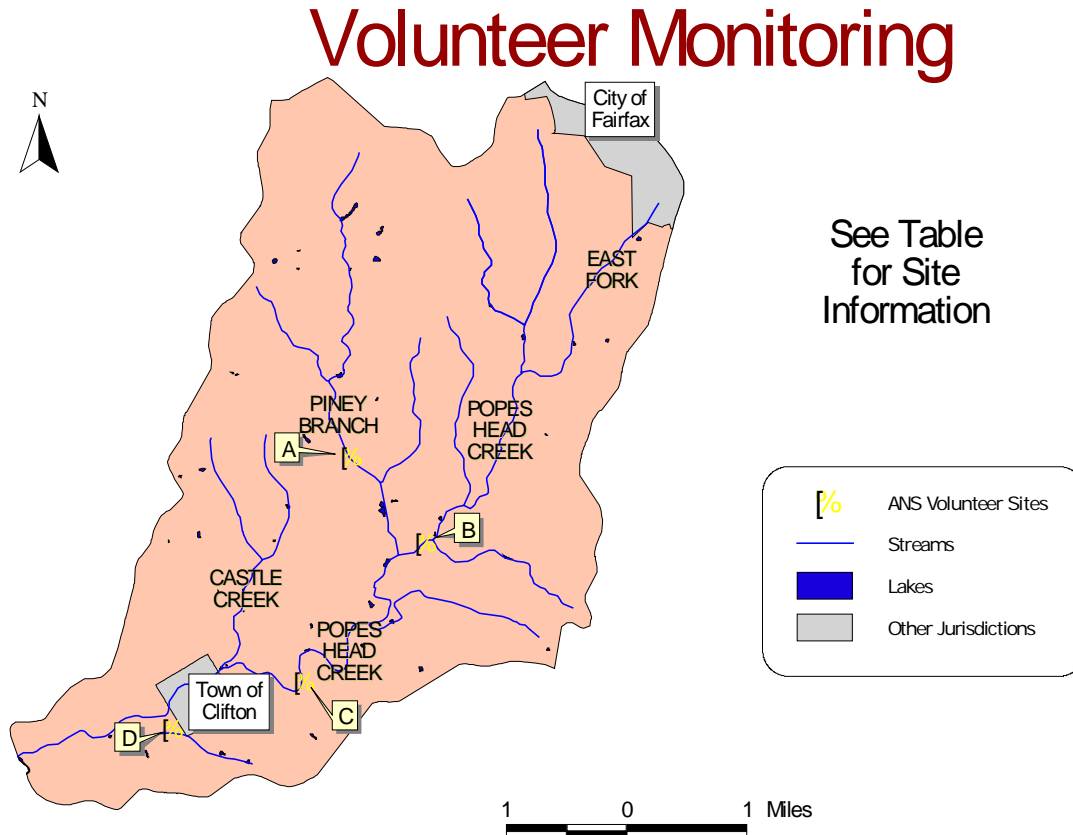 Volunteer Monitoring
N
City of
Fairfax
See Table
for Site
Information
EAST
FORK
PINEY
BRANCH
POPES
HEAD
CREEK
A
B
CASTLE
CREEK
POPES
HEAD
CREEK
Town of
Clifton
C
D
[% ANS Volunteer Sites
Streams
Lakes
Other Jurisdictions
1 0 1 Miles